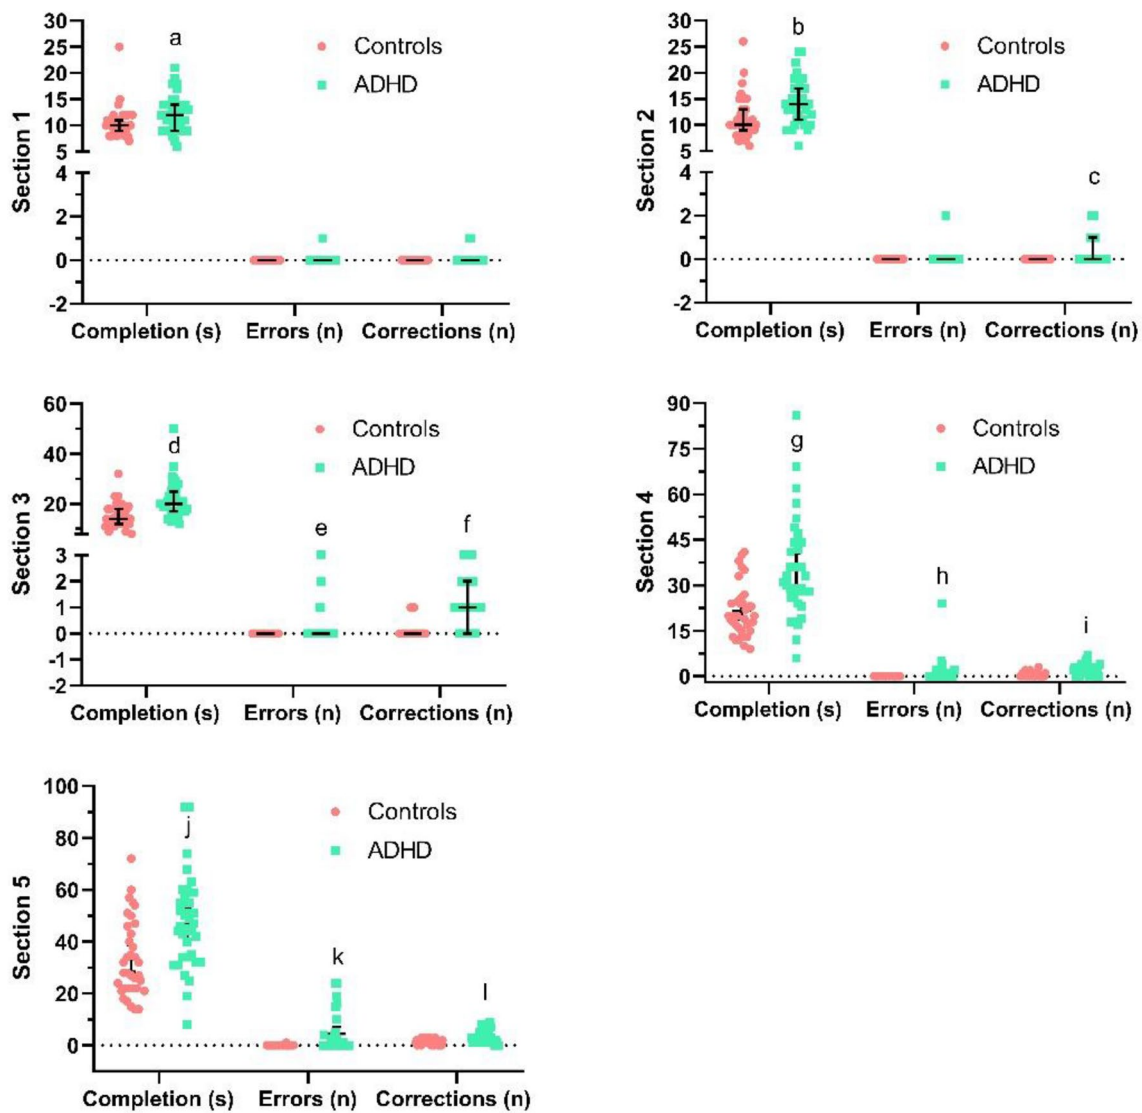 Section 1
30
25
20
15
10
5
4
2
0
-2
a
Controls
ADHD
Completion (s) Errors (n) Corrections (n)
Section 2
30
25
20
15
10
5
4
2
0
-2
b
c
Controls
ADHD
Completion (s) Errors (n) Corrections (n)
Section 3
60
40
20
3
2
1
0
-1
-2
d
e
f
Controls
ADHD
Completion (s) Errors (n) Corrections (n)
Section 4
90
75
60
45
30
15
0
g
h
i
Controls
ADHD
Completion (s) Errors (n) Corrections (n)
Section 5
100
80
60
40
20
0
j
k
l
Controls
ADHD
Completion (s) Errors (n) Corrections (n)